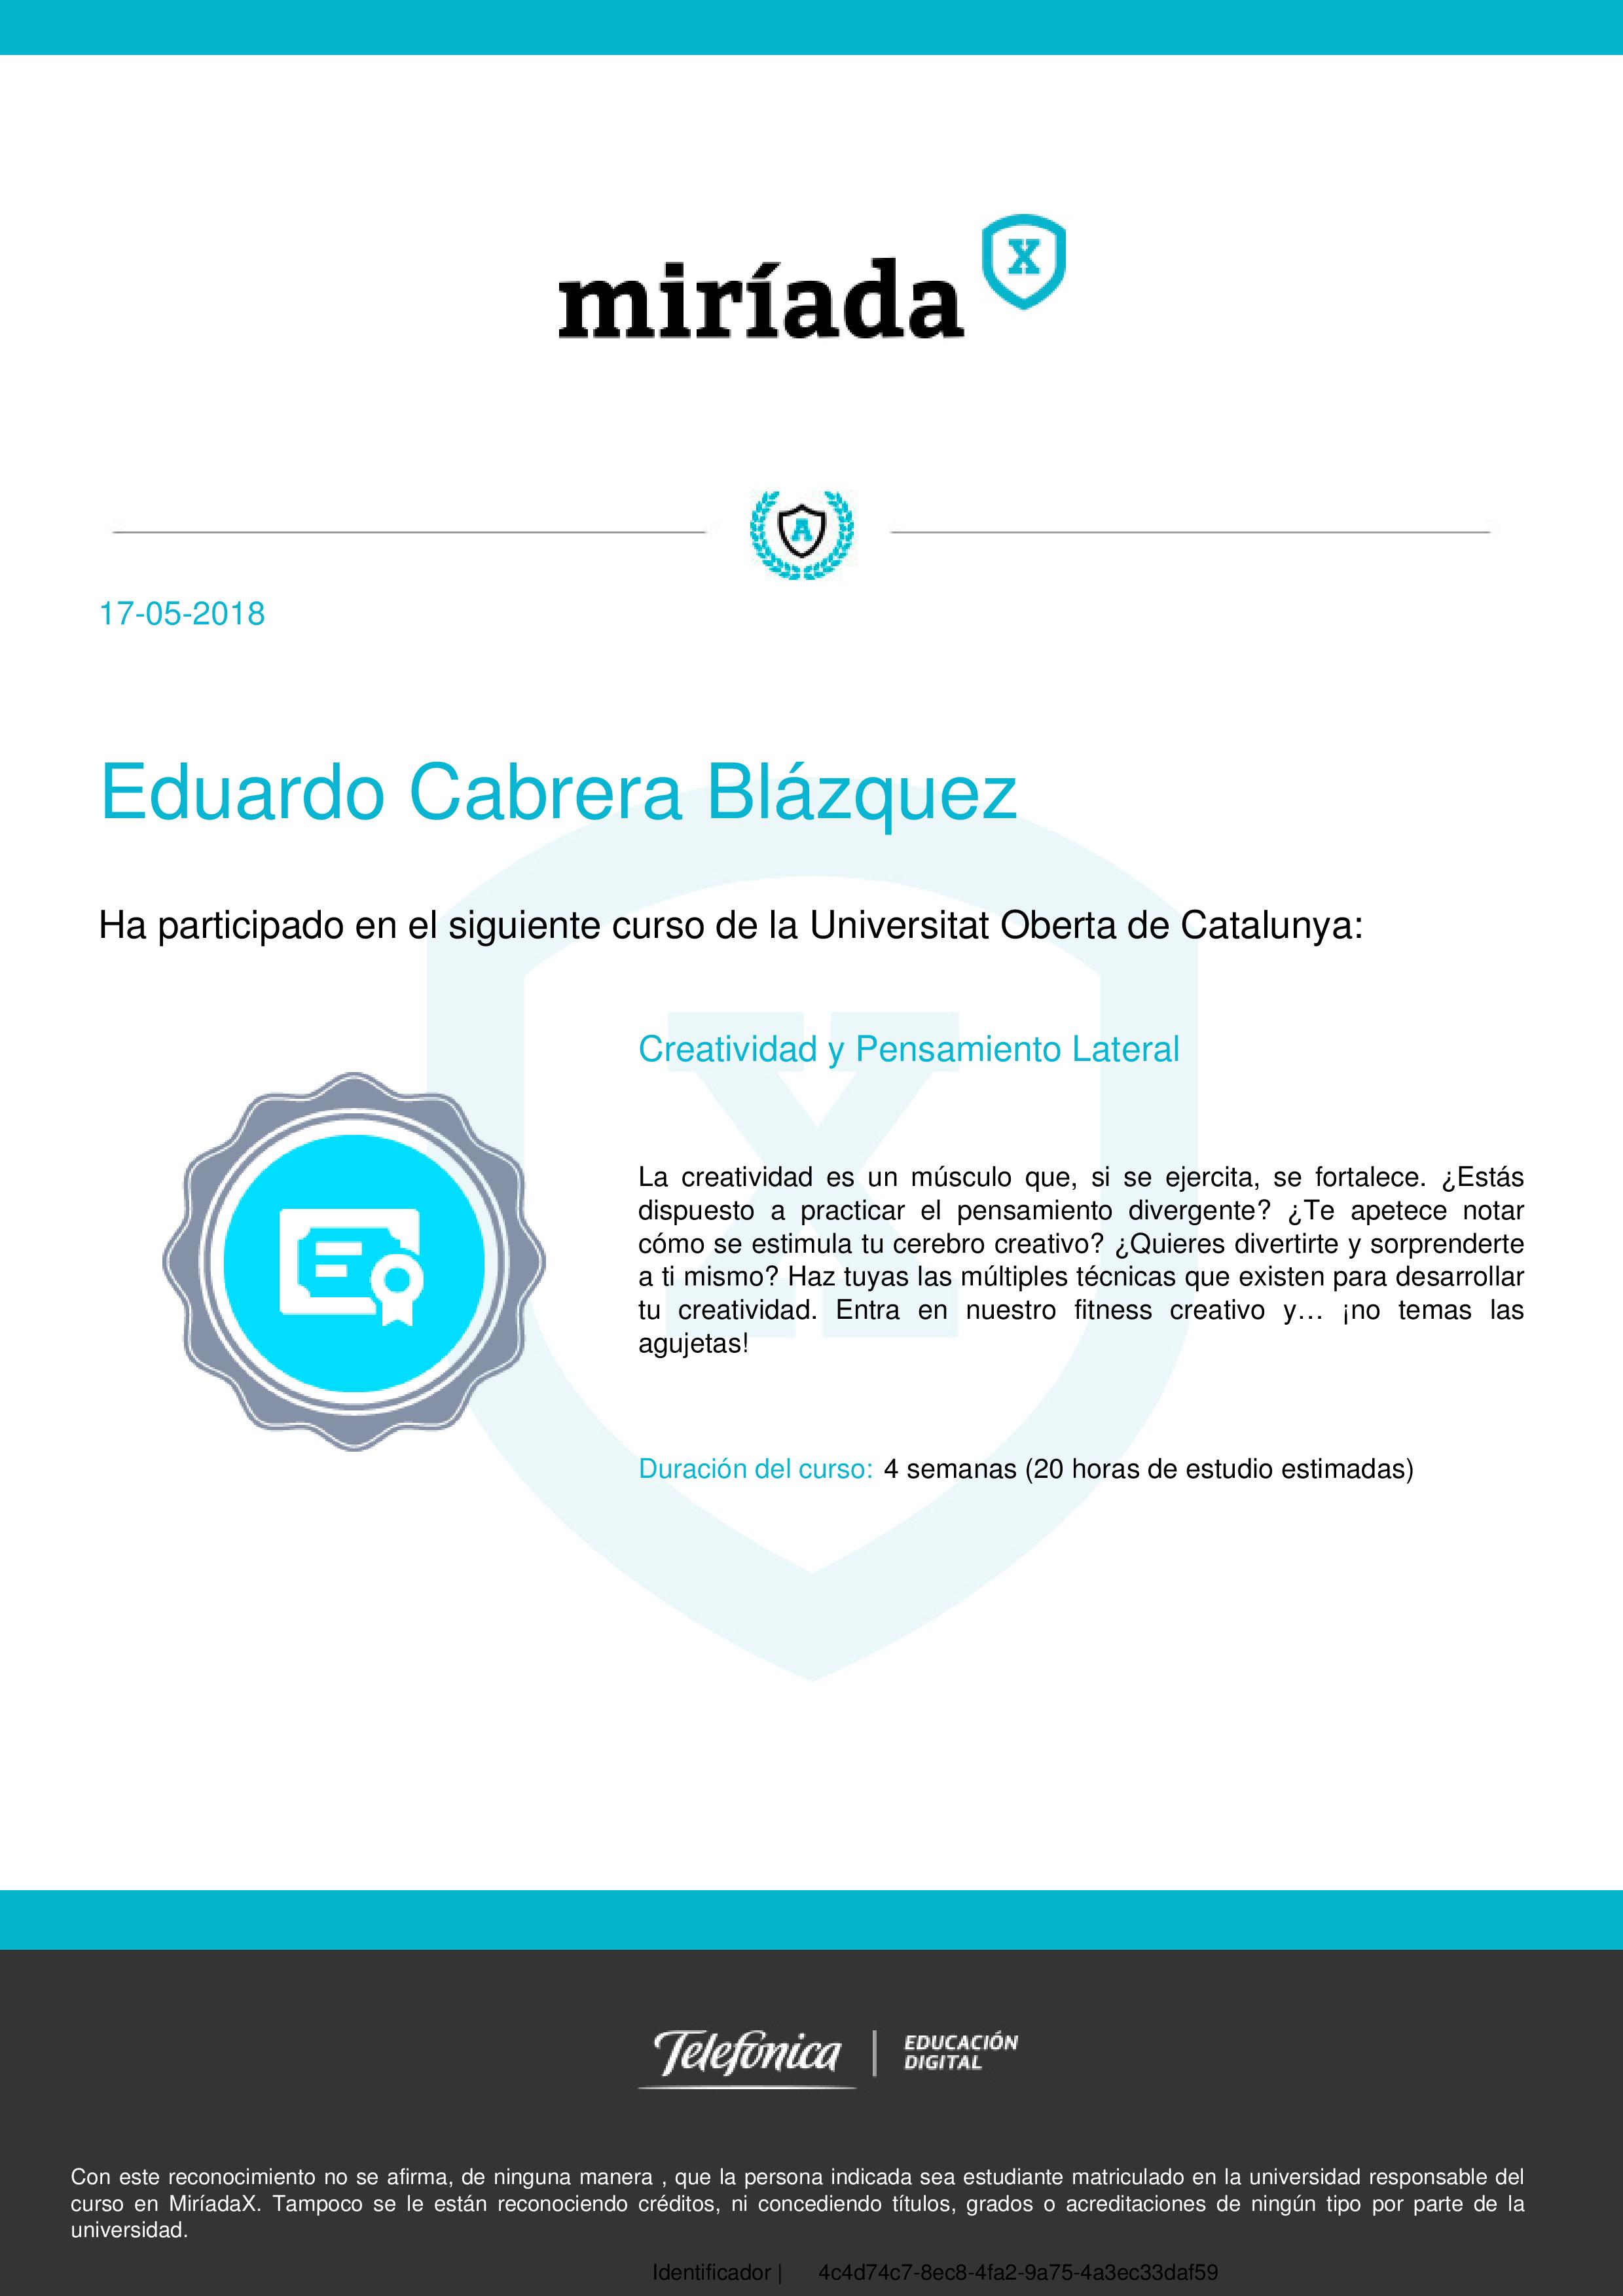 miríada X
A
17-05-2018
Eduardo Cabrera Blázquez
Ha participado en el siguiente curso de la Universitat Oberta de Catalunya:
Creatividad y Pensamiento Lateral
La creatividad es un músculo que, si se ejercita, se fortalece. ¿Estás
dispuesto a practicar el pensamiento divergente? ¿Te apetece notar
cómo se estimula tu cerebro creativo? ¿Quieres divertirte y sorprenderte
a ti mismo? Haz tuyas las múltiples técnicas que existen para desarrollar
tu creatividad. Entra en nuestro fitness creativo y… ¡no temas las
agujetas!
Duración del curso: 4 semanas (20 horas de estudio estimadas)
Telefónica | EDUCACIÓN
DIGITAL
Con este reconocimiento no se afirma, de ninguna manera , que la persona indicada sea estudiante matriculado en la universidad responsable del
curso en MiríadaX. Tampoco se le están reconociendo créditos, ni concediendo títulos, grados o acreditaciones de ningún tipo por parte de la
universidad.
Identificador | 4c4d74c7-8ec8-4fa2-9a75-4a3ec33daf59